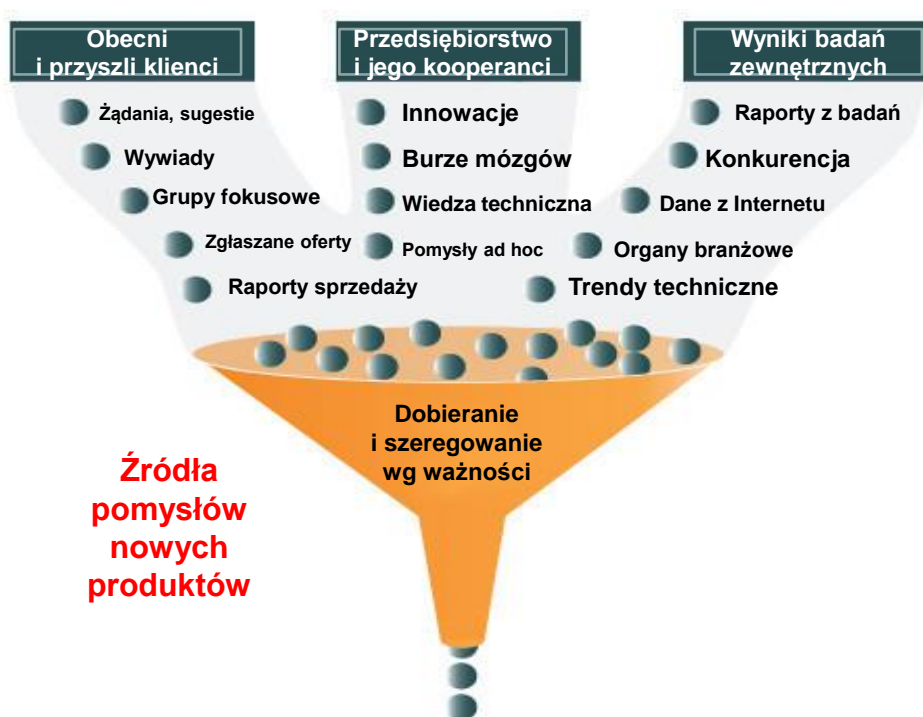 Obecni
i przyszli klienci
Przedsiębiorstwo
i jego kooperanci
Wyniki badań
zewnętrznych
Żądania, sugestie
Wywiady
Grupy fokusowe
Zgłaszane oferty
Raporty sprzedaży
Innowacje
Burze mózgów
Wiedza techniczna
Pomysły ad hoc
Raporty z badań
Konkurencja
Dane z Internetu
Organy branżowe
Trendy techniczne
Dobieranie
i szeregowanie
wg ważności
Źródła
pomysłów
nowych
produktów